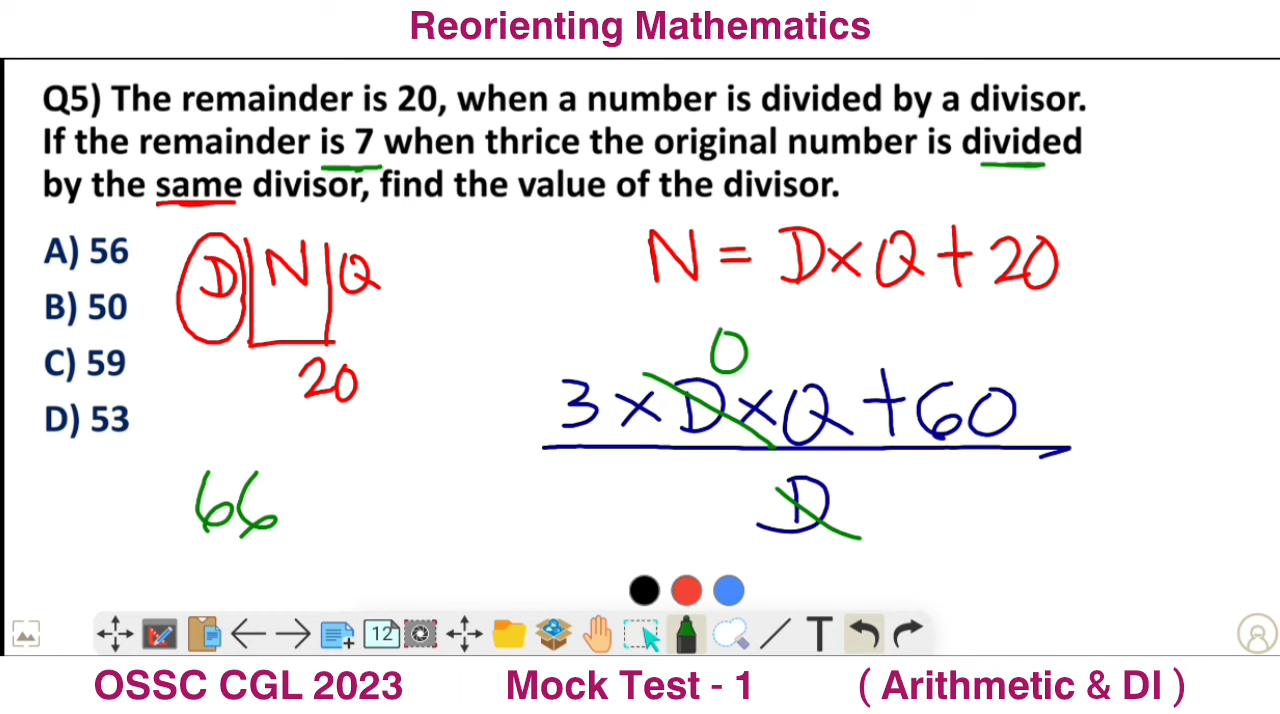 Reorienting Mathematics
Q5) The remainder is 20, when a number is divided by a divisor.
If the remainder is 7 when thrice the original number is divided
by the same divisor, find the value of the divisor.
A) 56
B) 50
C) 59
D) 53
D N Q
20
N = D×Q+20
0
3×D×Q+60
D
66
12
T
OSSC CGL 2023 Mock Test - 1 ( Arithmetic & DI )